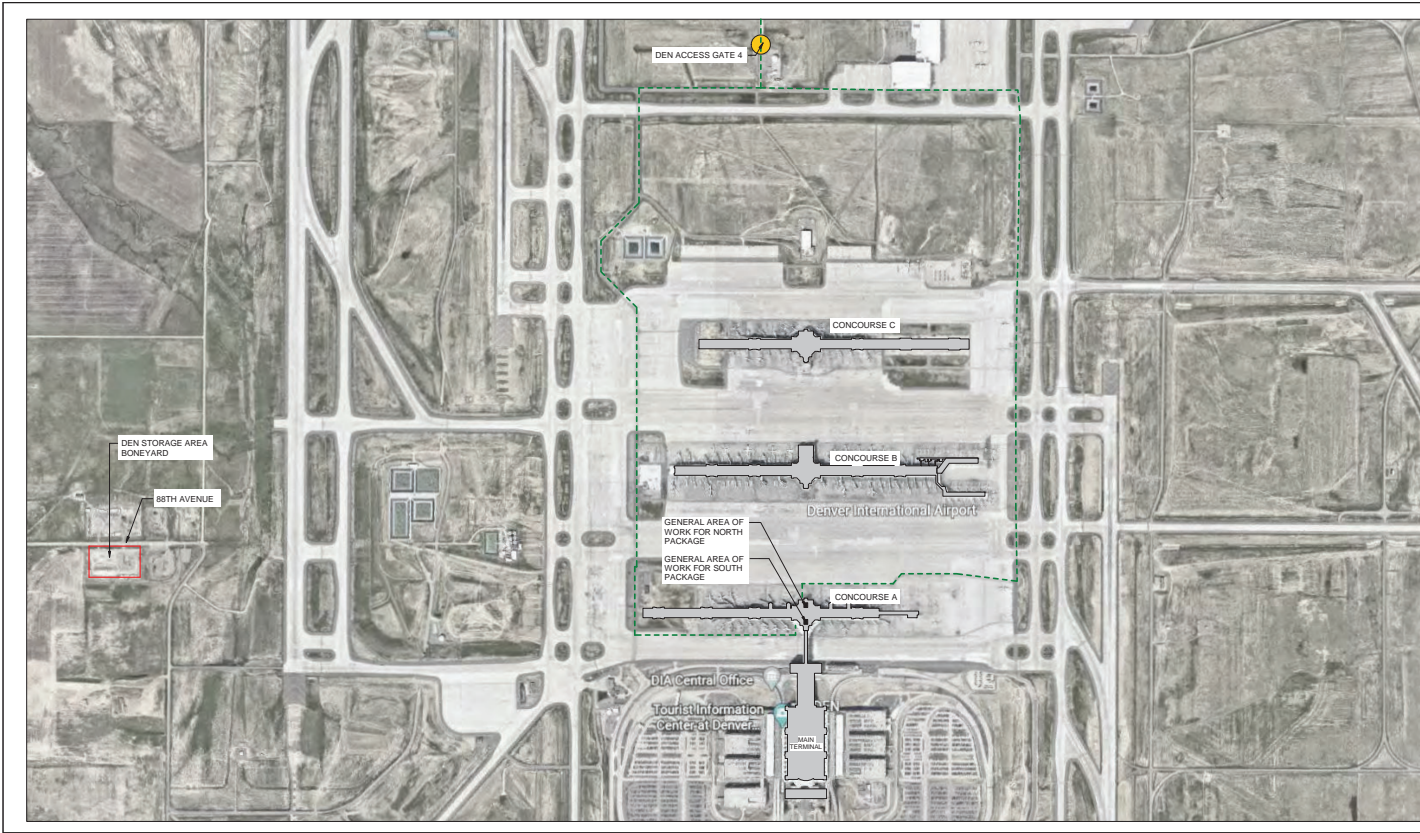 DEN ACCESS GATE 4
CONCOURSE C
DEN STORAGE AREA
BONEYARD
CONCOURSE B
88TH AVENUE
Denver International Airport
GENERAL AREA OF
WORK FOR NORTH
PACKAGE
GENERAL AREA OF
WORK FOR SOUTH
PACKAGE
CONCOURSE A
DIA Central Office
Tourist Information
Center at Denver...
DEN
MAIN
TERMINAL